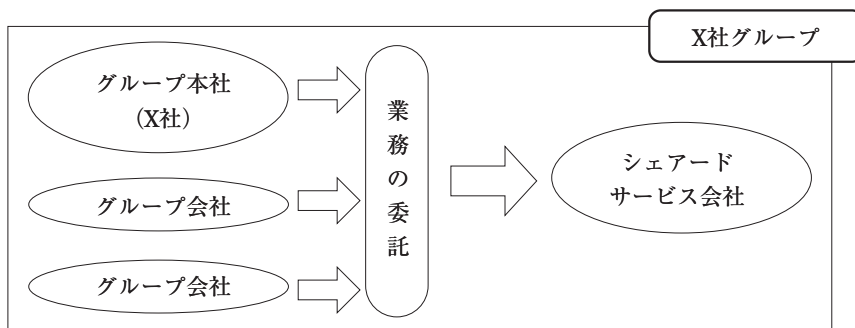 X社グループ
グループ本社
(X社)
グループ会社
グループ会社
業務の委託
シェアード
サービス会社